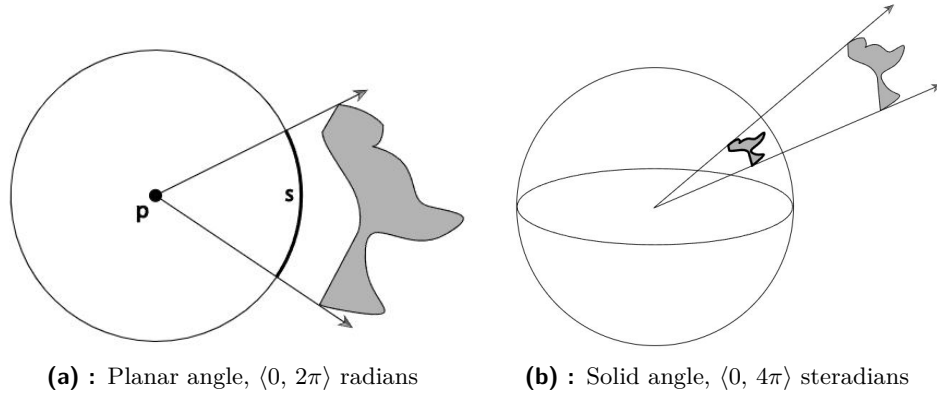 p
s
(a) : Planar angle, ⟨0, 2π⟩ radians
(b) : Solid angle, ⟨0, 4π⟩ steradians